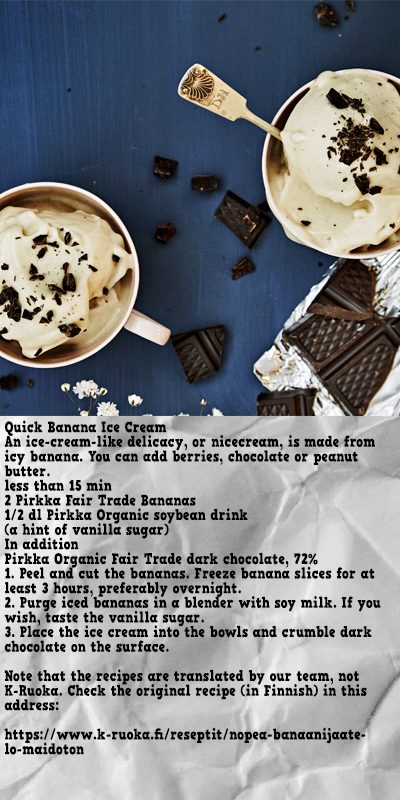 Quick Banana Ice Cream
An ice-cream-like delicacy, or nicecream, is made from
icy banana. You can add berries, chocolate or peanut
butter.
less than 15 min
2 Pirkka Fair Trade Bananas
1/2 dl Pirkka Organic soybean drink
(a hint of vanilla sugar)
In addition
Pirkka Organic Fair Trade dark chocolate, 72%
1. Peel and cut the bananas. Freeze banana slices for at
least 3 hours, preferably overnight.
2. Purge iced bananas in a blender with soy milk. If you
wish, taste the vanilla sugar.
3. Place the ice cream into the bowls and crumble dark
chocolate on the surface.
Note that the recipes are translated by our team, not
K-Ruoka. Check the original recipe (in Finnish) in this
address:
https://www.k-ruoka.fi/reseptit/nopea-banaanijaate-
lo-maidoton